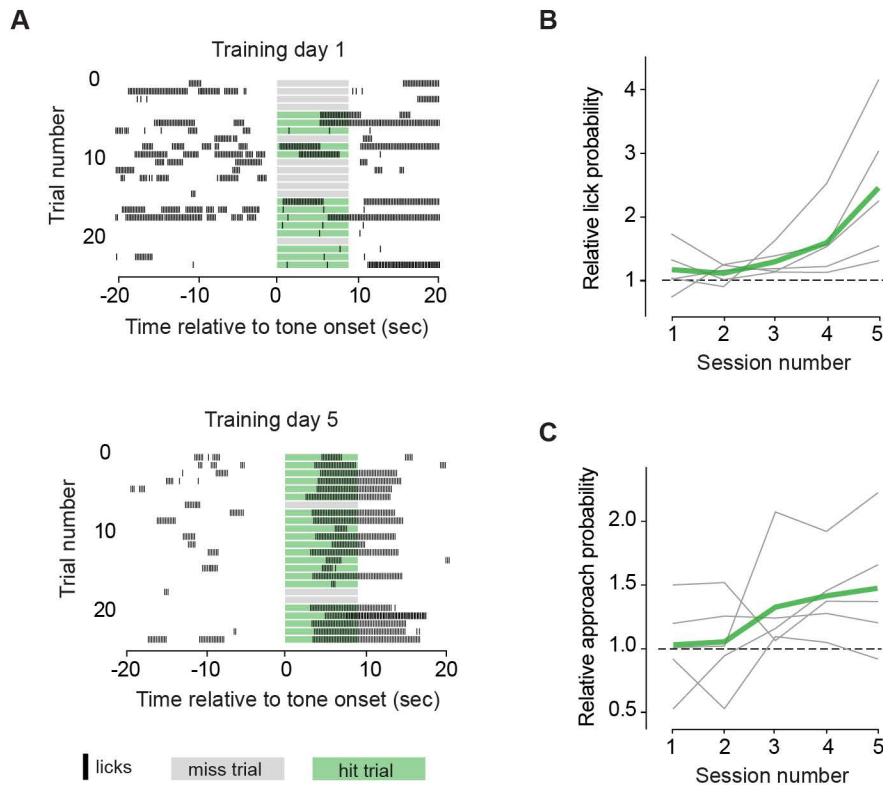 A
Training day 1
Trial number
0
10
20
-20 -10 0 10 20
Time relative to tone onset (sec)
Training day 5
Trial number
0
10
20
-20 -10 0 10 20
Time relative to tone onset (sec)
licks miss trial hit trial
B
Relative lick probability
4
3
2
1
1 2 3 4 5
Session number
C
Relative approach probability
2.0
1.5
1.0
0.5
1 2 3 4 5
Session number